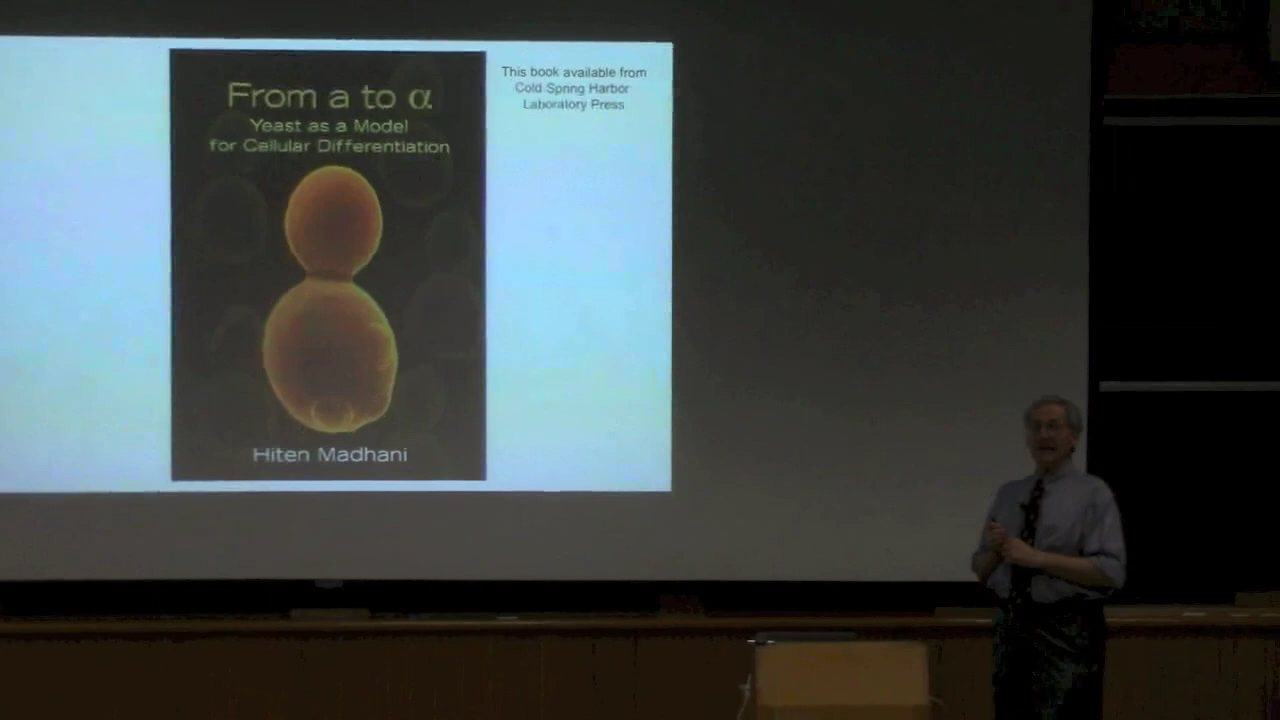 From a to α
Yeast as a Model
for Cellular Differentiation
Hiten Madhani
This book available from
Cold Spring Harbor
Laboratory Press